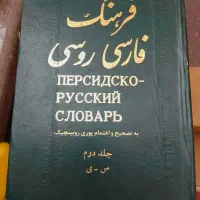 فرهنگ
فارسی روسی
ПЕРСИДСКО-
РУССКИЙ
СЛОВАРЬ
به تصحیح و اهتمام یوری روبینچیک
جلد دوم
س - ی